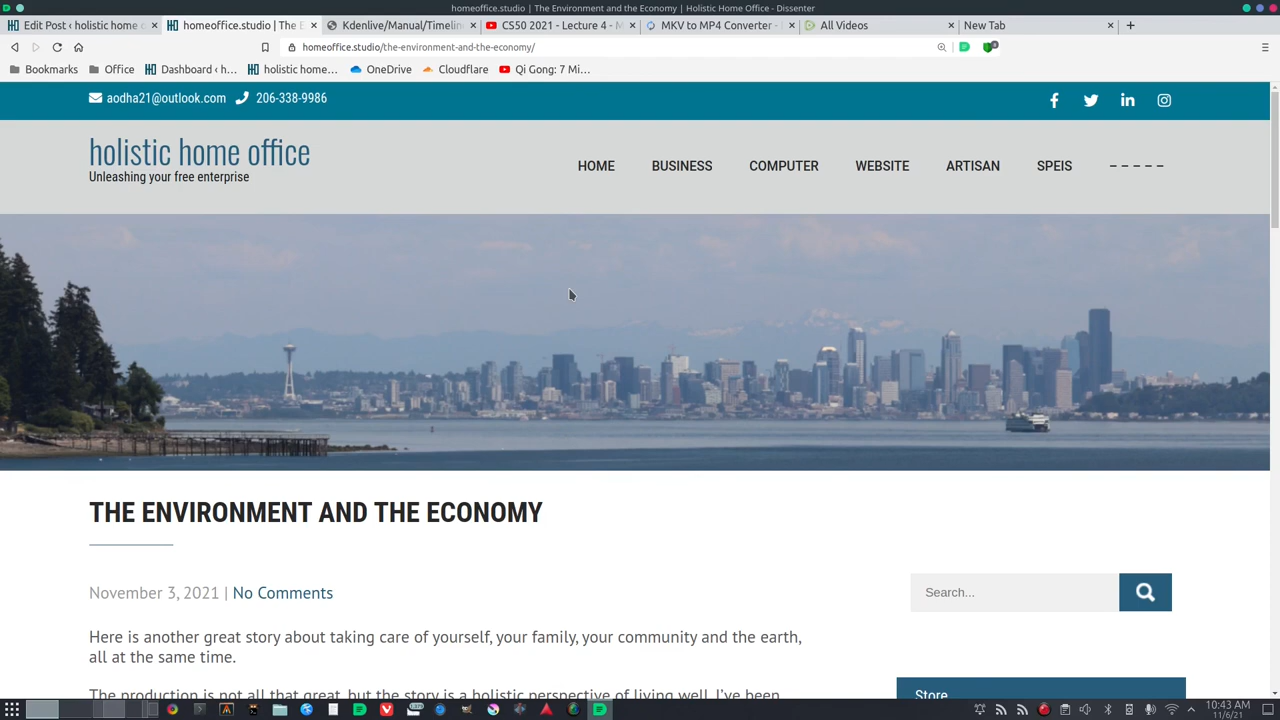 homeoffice.studio | The Environment and the Economy | Holistic Home Office - Dissenter
Edit Post ‹ holistic home o
homeoffice.studio | The E
Kdenlive/Manual/Timelin
CS50 2021 - Lecture 4 - M
MKV to MP4 Converter -
All Videos
New Tab
homeoffice.studio/the-environment-and-the-economy/
Bookmarks
Office
Dashboard ‹ h...
holistic home...
OneDrive
Cloudflare
Qi Gong: 7 Mi...
aodha21@outlook.com 206-338-9986
holistic home office
Unleashing your free enterprise
HOME BUSINESS COMPUTER WEBSITE ARTISAN SPEIS – – – – –
THE ENVIRONMENT AND THE ECONOMY
November 3, 2021 | No Comments
Search...
Here is another great story about taking care of yourself, your family, your community and the earth,
all at the same time.
The production is not all that great, but the story is a holistic perspective of living well. I've been
Store
10:43 AM
11/6/21